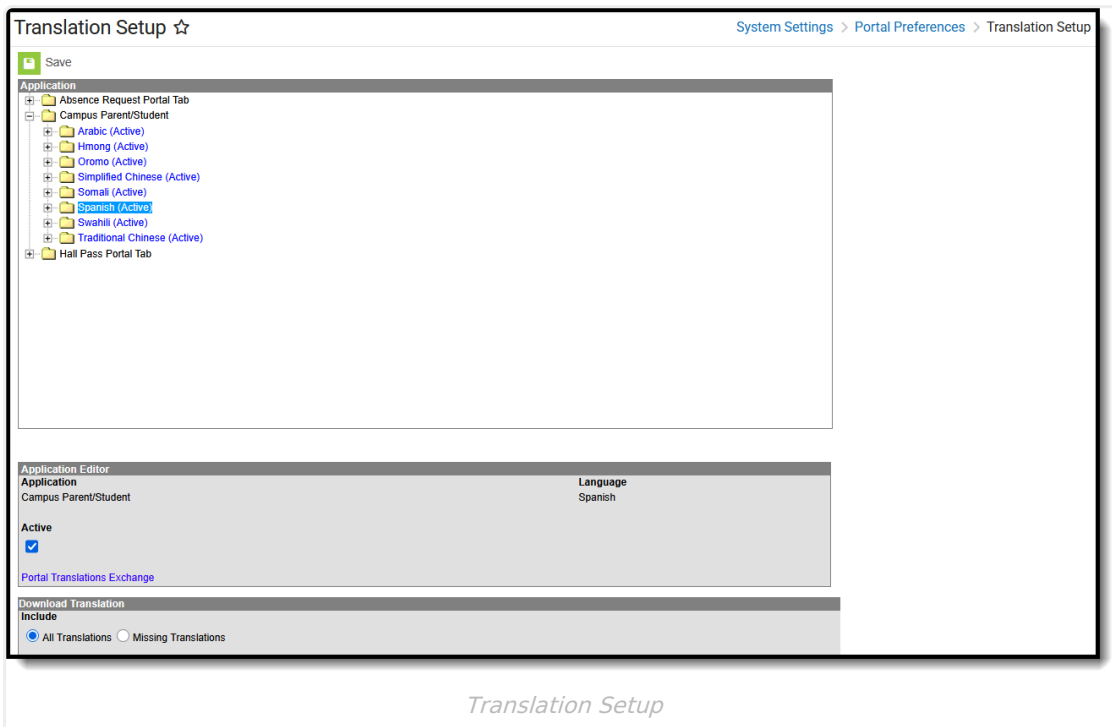 Translation Setup
System Settings > Portal Preferences > Translation Setup
Save
Application
Absence Request Portal Tab
Campus Parent/Student
Arabic (Active)
Hmong (Active)
Oromo (Active)
Simplified Chinese (Active)
Somali (Active)
Spanish (Active)
Swahili (Active)
Traditional Chinese (Active)
Hall Pass Portal Tab
Application Editor
Application Language
Campus Parent/Student Spanish
Active
Portal Translations Exchange
Download Translation
Include
All Translations Missing Translations
Translation Setup